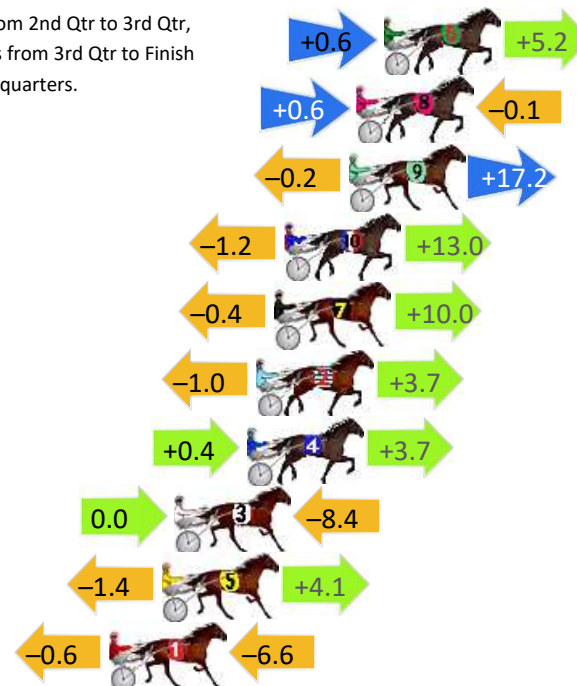 om 2nd Qtr to 3rd Qtr,
s from 3rd Qtr to Finish
quarters.
+0.6 6 +5.2
+0.6 8 –0.1
–0.2 9 +17.2
–1.2 10 +13.0
–0.4 7 +10.0
–1.0 2 +3.7
+0.4 4 +3.7
0.0 3 –8.4
–1.4 5 +4.1
–0.6 1 –6.6